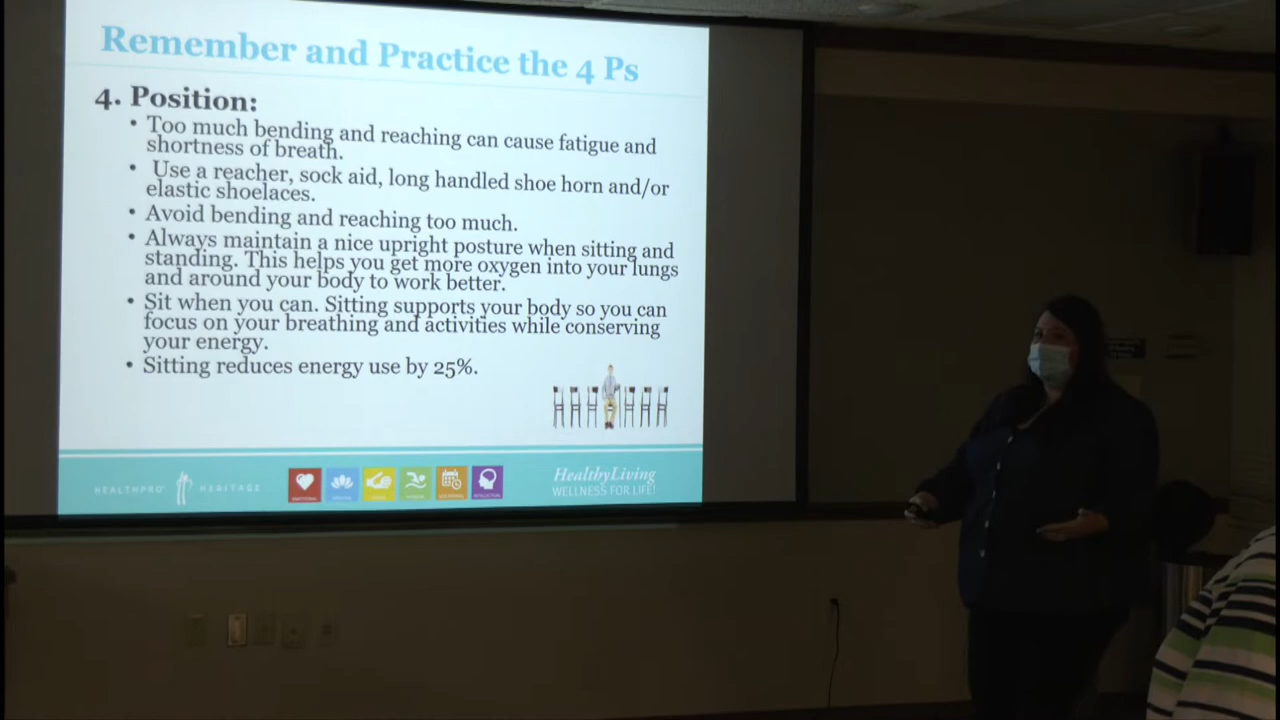 Remember and Practice the 4 Ps
4. Position:
• Too much bending and reaching can cause fatigue and
shortness of breath.
• Use a reacher, sock aid, long handled shoe horn and/or
elastic shoelaces.
• Avoid bending and reaching too much.
• Always maintain a nice upright posture when sitting and
standing. This helps you get more oxygen into your lungs
and around your body to work better.
• Sit when you can. Sitting supports your body so you can
focus on your breathing and activities while conserving
your energy.
• Sitting reduces energy use by 25%.
HEALTHPRO HERITAGE
HealthyLiving
WELLNESS FOR LIFE!